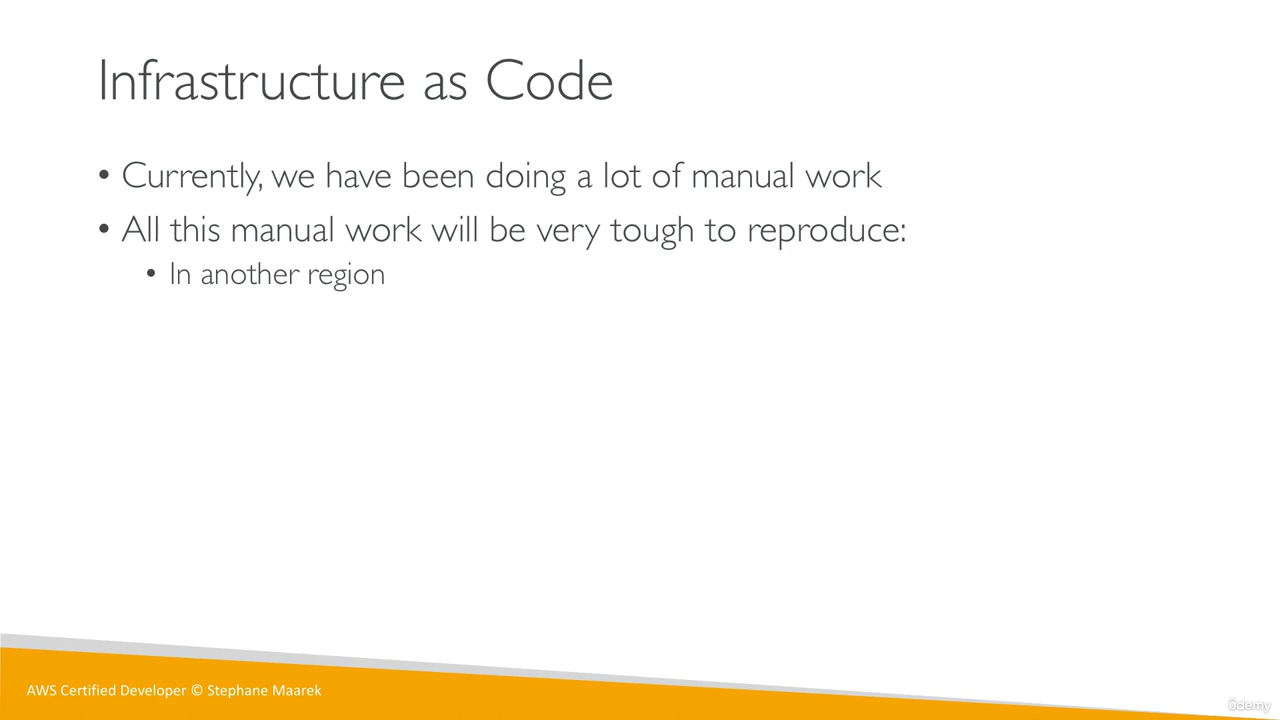 Infrastructure as Code
• Currently, we have been doing a lot of manual work
• All this manual work will be very tough to reproduce:
• In another region
AWS Certified Developer © Stephane Maarek
ûdemy